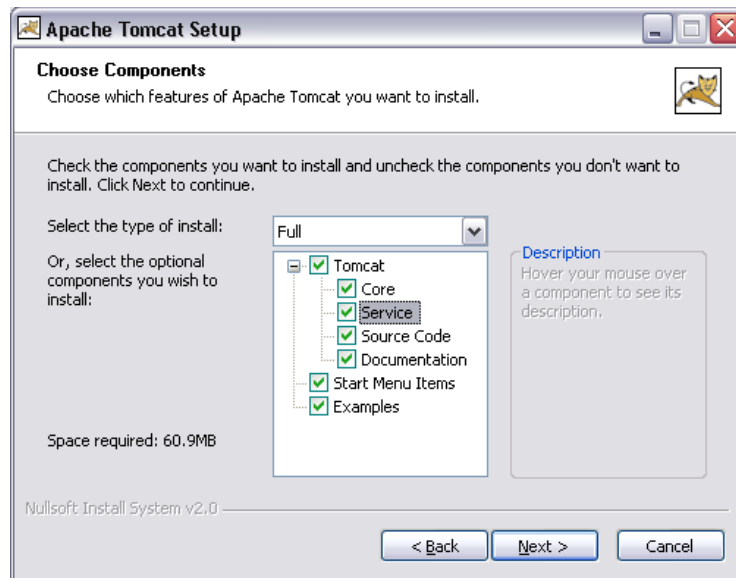 Apache Tomcat Setup
Choose Components
Choose which features of Apache Tomcat you want to install.
Check the components you want to install and uncheck the components you don't want to
install. Click Next to continue.
Select the type of install:
Full
Or, select the optional
components you wish to
install:
Tomcat
Core
Service
Source Code
Documentation
Start Menu Items
Examples
Description
Hover your mouse over
a component to see its
description.
Space required: 60.9MB
Nullsoft Install System v2.0
< Back
Next >
Cancel